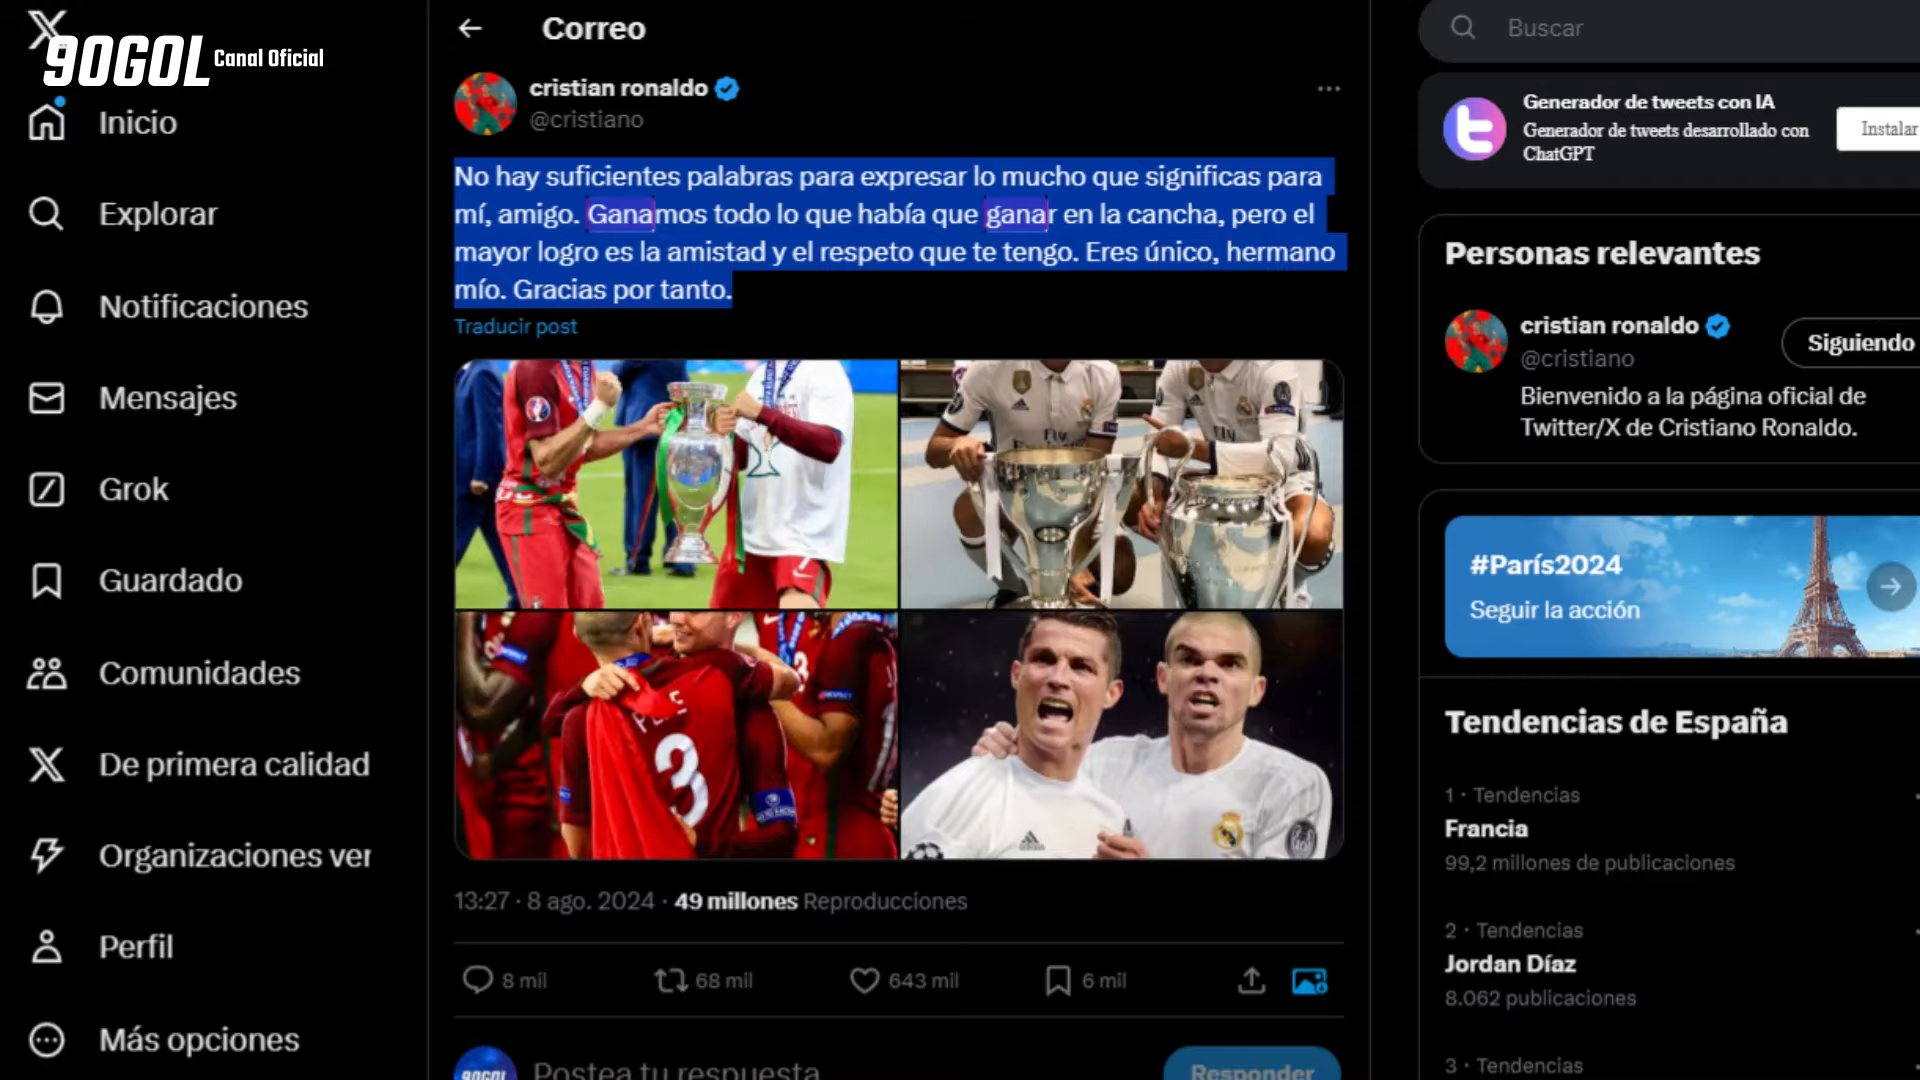 90GOL Canal Oficial
Inicio
Explorar
Notificaciones
Mensajes
Grok
Guardado
Comunidades
De primera calidad
Organizaciones ver
Perfil
Más opciones
Correo
cristian ronaldo
@cristiano
No hay suficientes palabras para expresar lo mucho que significas para
mí, amigo. Ganamos todo lo que había que ganar en la cancha, pero el
mayor logro es la amistad y el respeto que te tengo. Eres único, hermano
mío. Gracias por tanto.
Traducir post
PEPE
3
13:27 · 8 ago. 2024 · 49 millones Reproducciones
8 mil
68 mil
643 mil
6 mil
90GOL
Postea tu respuesta
Responder
Buscar
Generador de tweets con IA
Generador de tweets desarrollado con
ChatGPT
Instalar
Personas relevantes
cristian ronaldo
@cristiano
Siguiendo
Bienvenido a la página oficial de
Twitter/X de Cristiano Ronaldo.
#París2024
Seguir la acción
Tendencias de España
1 · Tendencias
Francia
99,2 millones de publicaciones
2 · Tendencias
Jordan Díaz
8.062 publicaciones
3 · Tendencias